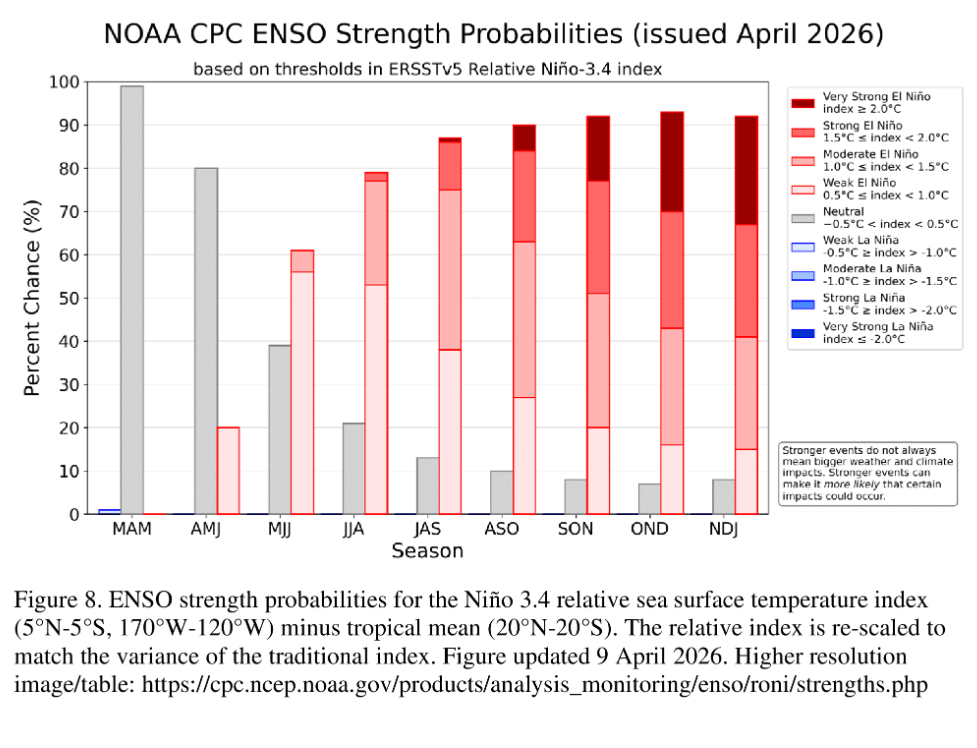 NOAA CPC ENSO Strength Probabilities (issued April 2026)
based on thresholds in ERSSTv5 Relative Niño-3.4 index
Percent Chance (%)
100
90
80
70
60
50
40
30
20
10
0
MAM AMJ MJJ JJA JAS ASO SON OND NDJ
Season
Very Strong El Niño
index ≥ 2.0°C
Strong El Niño
1.5°C ≤ index < 2.0°C
Moderate El Niño
1.0°C ≤ index < 1.5°C
Weak El Niño
0.5°C ≤ index < 1.0°C
Neutral
−0.5°C < index < 0.5°C
Weak La Niña
-0.5°C ≥ index > -1.0°C
Moderate La Niña
-1.0°C ≥ index > -1.5°C
Strong La Niña
-1.5°C ≥ index > -2.0°C
Very Strong La Niña
index ≤ -2.0°C
Stronger events do not always
mean bigger weather and climate
impacts. Stronger events can
make it more likely that certain
impacts could occur.
Figure 8. ENSO strength probabilities for the Niño 3.4 relative sea surface temperature index
(5°N-5°S, 170°W-120°W) minus tropical mean (20°N-20°S). The relative index is re-scaled to
match the variance of the traditional index. Figure updated 9 April 2026. Higher resolution
image/table: https://cpc.ncep.noaa.gov/products/analysis_monitoring/enso/roni/strengths.php